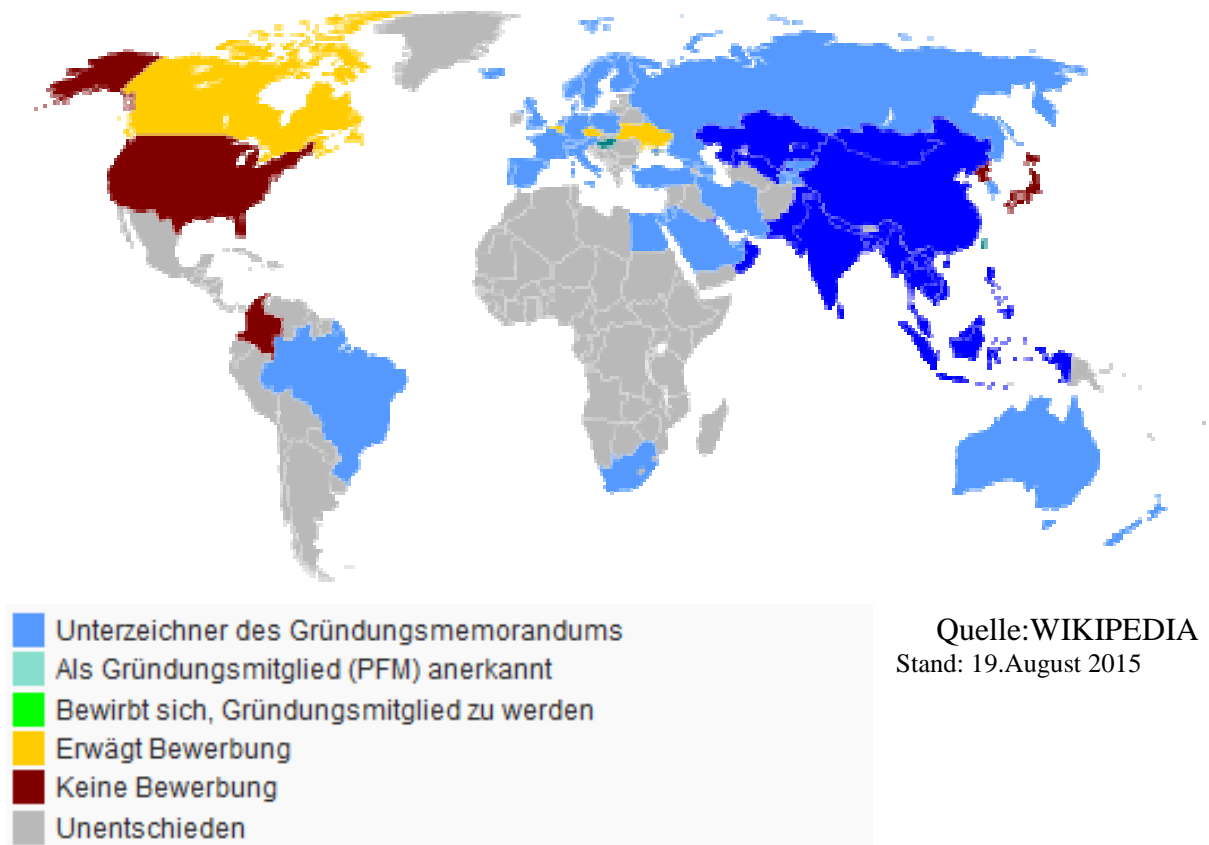 Unterzeichner des Gründungsmemorandums
Als Gründungsmitglied (PFM) anerkannt
Bewirbt sich, Gründungsmitglied zu werden
Erwägt Bewerbung
Keine Bewerbung
Unentschieden
Quelle:WIKIPEDIA
Stand: 19.August 2015